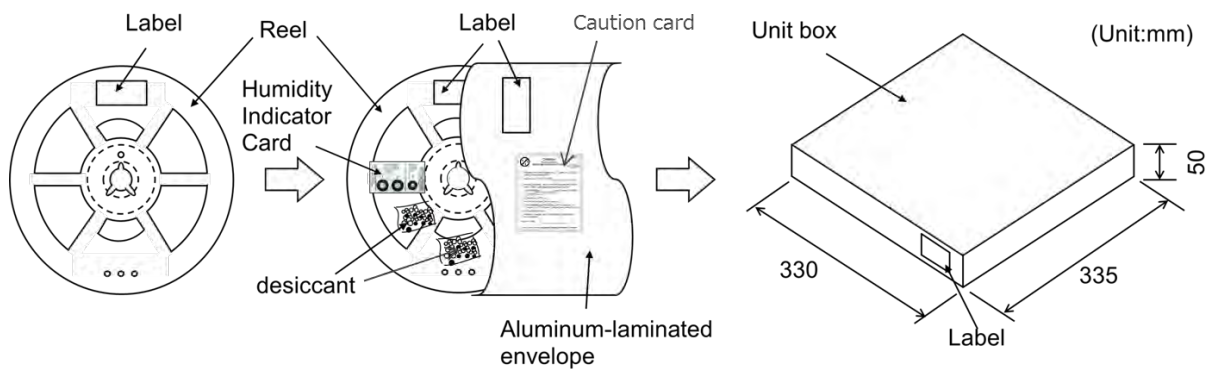 Label
Reel
Humidity
Indicator
Card
desiccant
Label
Caution card
Aluminum-laminated
envelope
Unit box
(Unit:mm)
50
330
335
Label